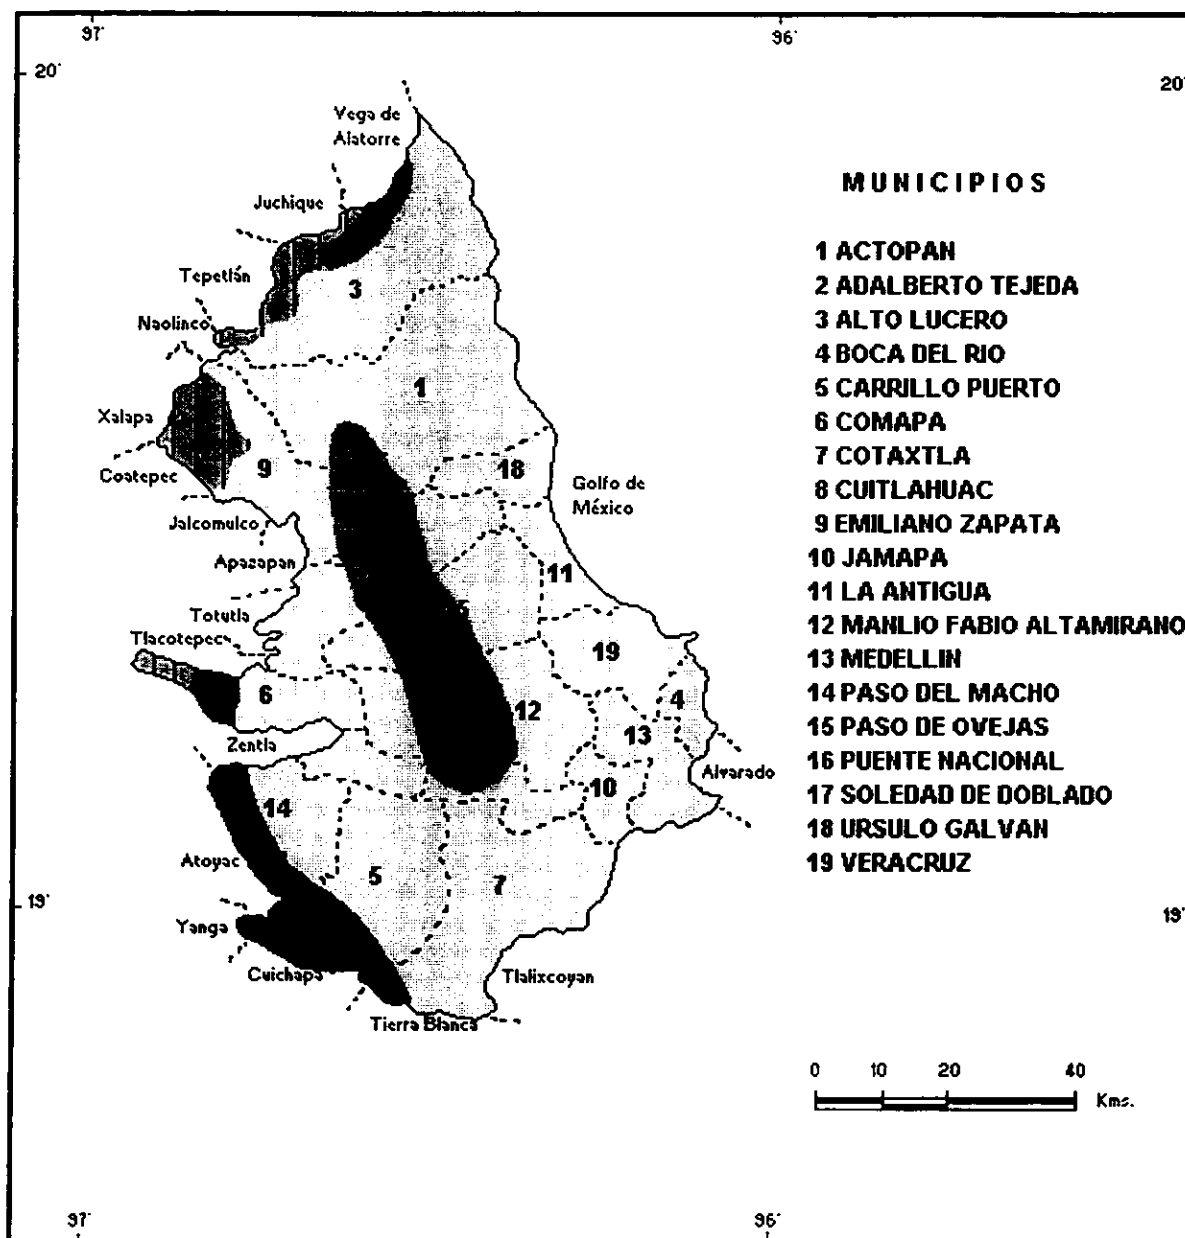 97°
96°
20°
20°
Vega de
Alatorre
Juchique
Tepetlán
3
Naolinco
1
Xalapa
Coatepec
9
18
Golfo de
México
Jalcomulco
Apazapan
11
Totutla
Tlacotepec
19
6
4
12
13
Zentla
Alvarado
10
14
Atoyac
5
7
19°
19°
Yanga
Cuichapa
Tlalixcoyan
Tierra Blanca
MUNICIPIOS
1 ACTOPAN
2 ADALBERTO TEJEDA
3 ALTO LUCERO
4 BOCA DEL RIO
5 CARRILLO PUERTO
6 COMAPA
7 COTAXTLA
8 CUITLAHUAC
9 EMILIANO ZAPATA
10 JAMAPA
11 LA ANTIGUA
12 MANLIO FABIO ALTAMIRANO
13 MEDELLIN
14 PASO DEL MACHO
15 PASO DE OVEJAS
16 PUENTE NACIONAL
17 SOLEDAD DE DOBLADO
18 URSULO GALVAN
19 VERACRUZ
0 10 20 40
Kms.
97°
96°